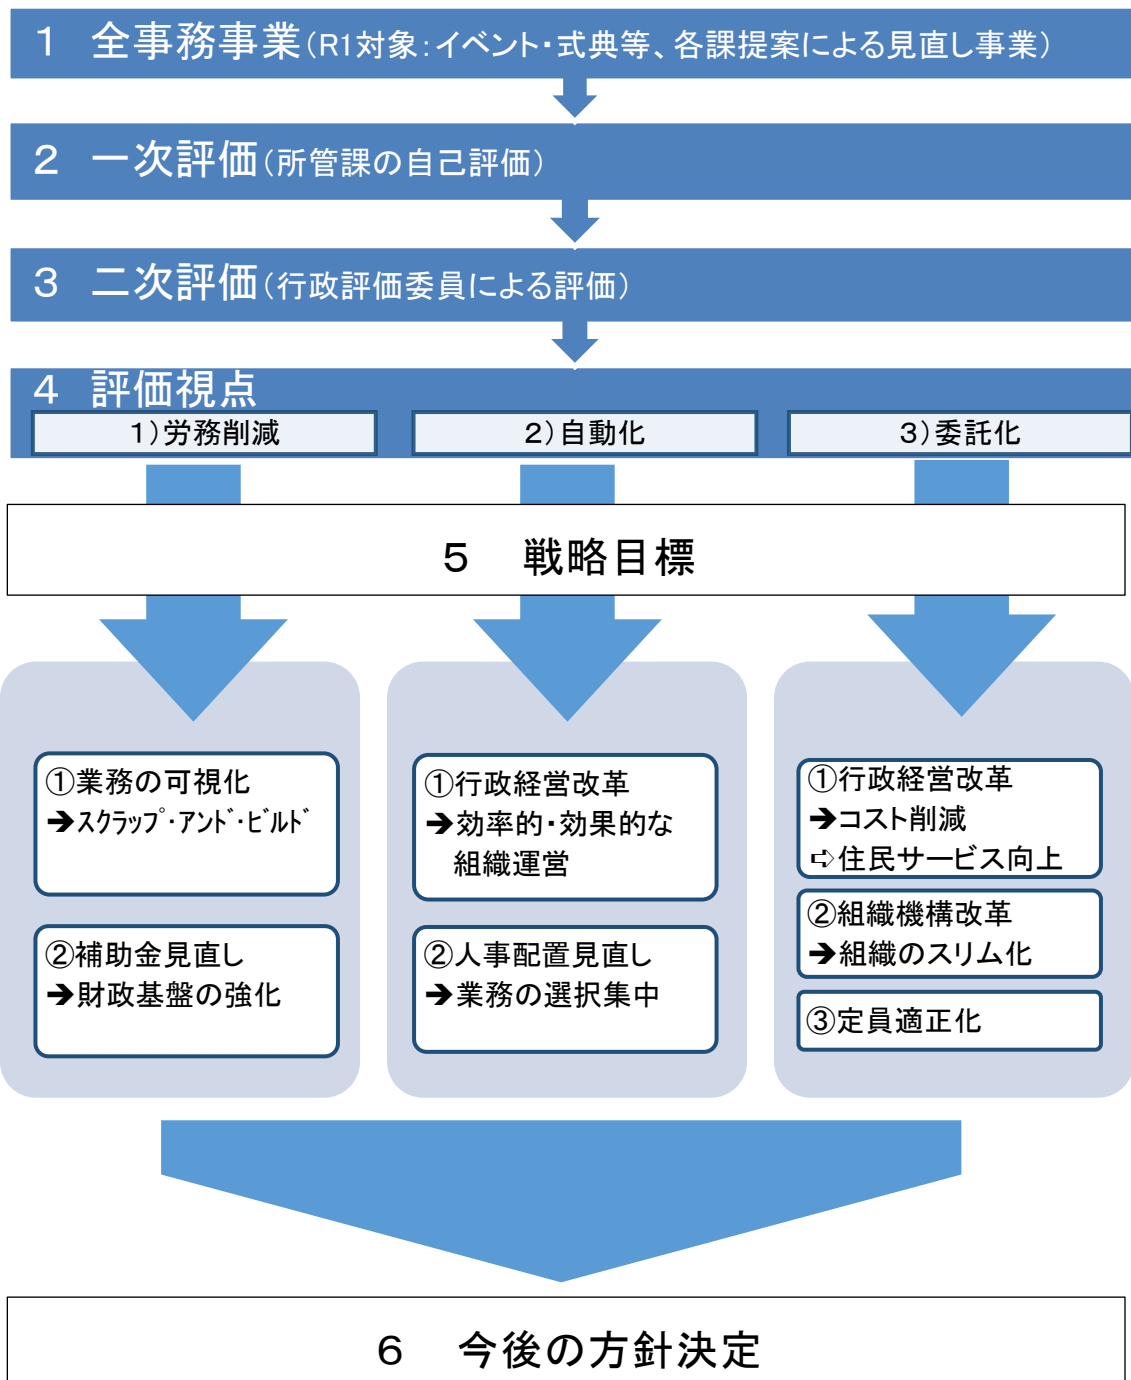 １　全事務事業（R1対象：イベント・式典等、各課提案による見直し事業）
２　一次評価（所管課の自己評価）
３　二次評価（行政評価委員による評価）
４　評価視点
１）労務削減
２）自動化
３）委託化
５　戦略目標
①業務の可視化
➔ｽｸﾗｯﾌﾟ・ｱﾝﾄﾞ・ﾋﾞﾙﾄﾞ
②補助金見直し
➔財政基盤の強化
①行政経営改革
➔効率的・効果的な
組織運営
②人事配置見直し
➔業務の選択集中
①行政経営改革
➔コスト削減
➪住民サービス向上
②組織機構改革
➔組織のスリム化
③定員適正化
６　今後の方針決定